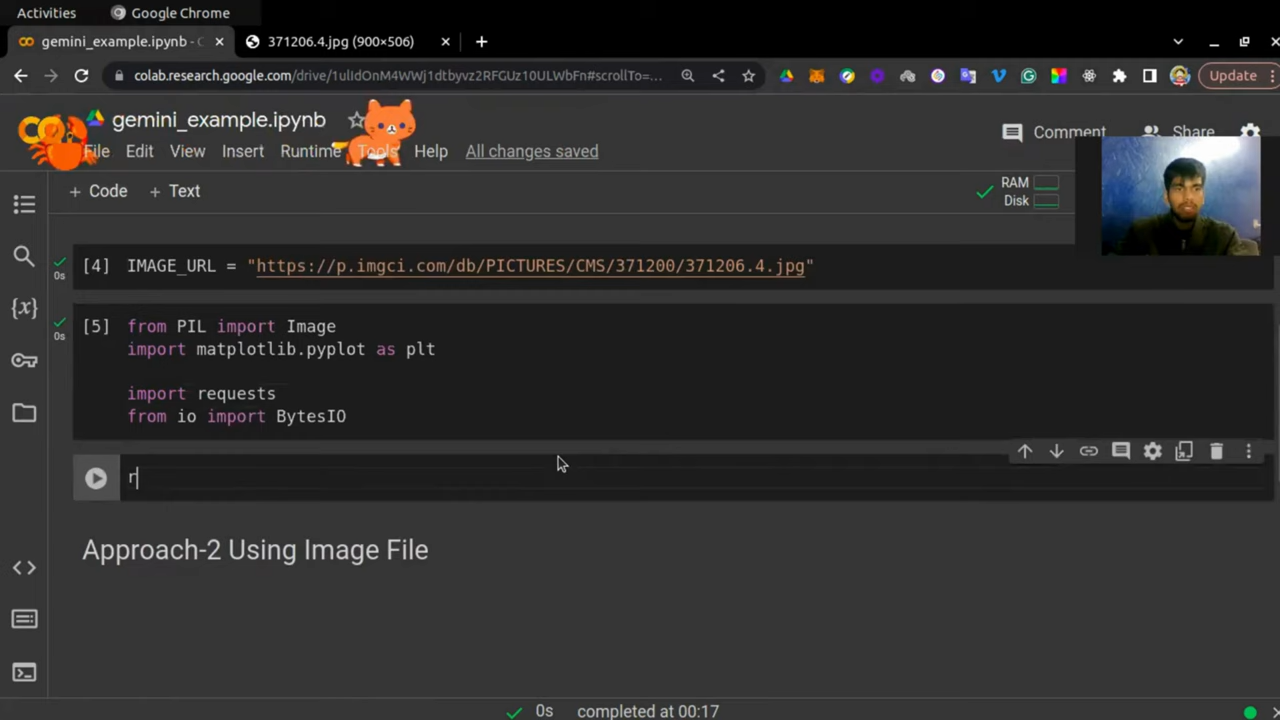 Activities
Google Chrome
gemini_example.ipynb - C
371206.4.jpg (900×506)
colab.research.google.com/drive/1uIIdOnM4WWj1dtbyvz2RFGUz10ULWbFn#scrollTo=...
Update
gemini_example.ipynb
File Edit View Insert Runtime Tools Help All changes saved
Comment Share
+ Code + Text
RAM
Disk
[4] IMAGE_URL = "https://p.imgci.com/db/PICTURES/CMS/371200/371206.4.jpg"
0s
[5] from PIL import Image
0s
import matplotlib.pyplot as plt
import requests
from io import BytesIO
r
Approach-2 Using Image File
0s completed at 00:17